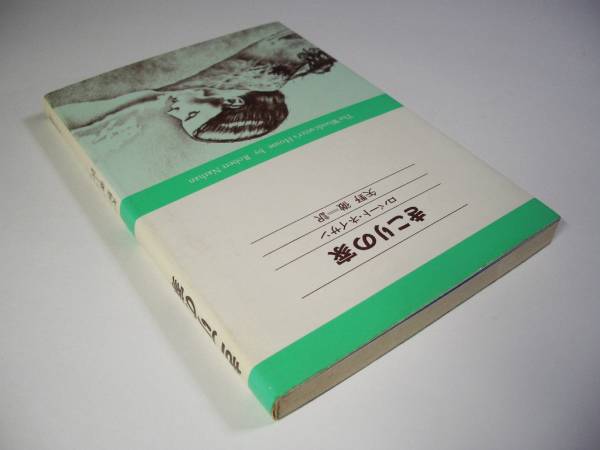 The Woodcutter's House by Robert Nathan
きこりの家
ロバート・ネイサン
矢野 徹=訳
きこりの家